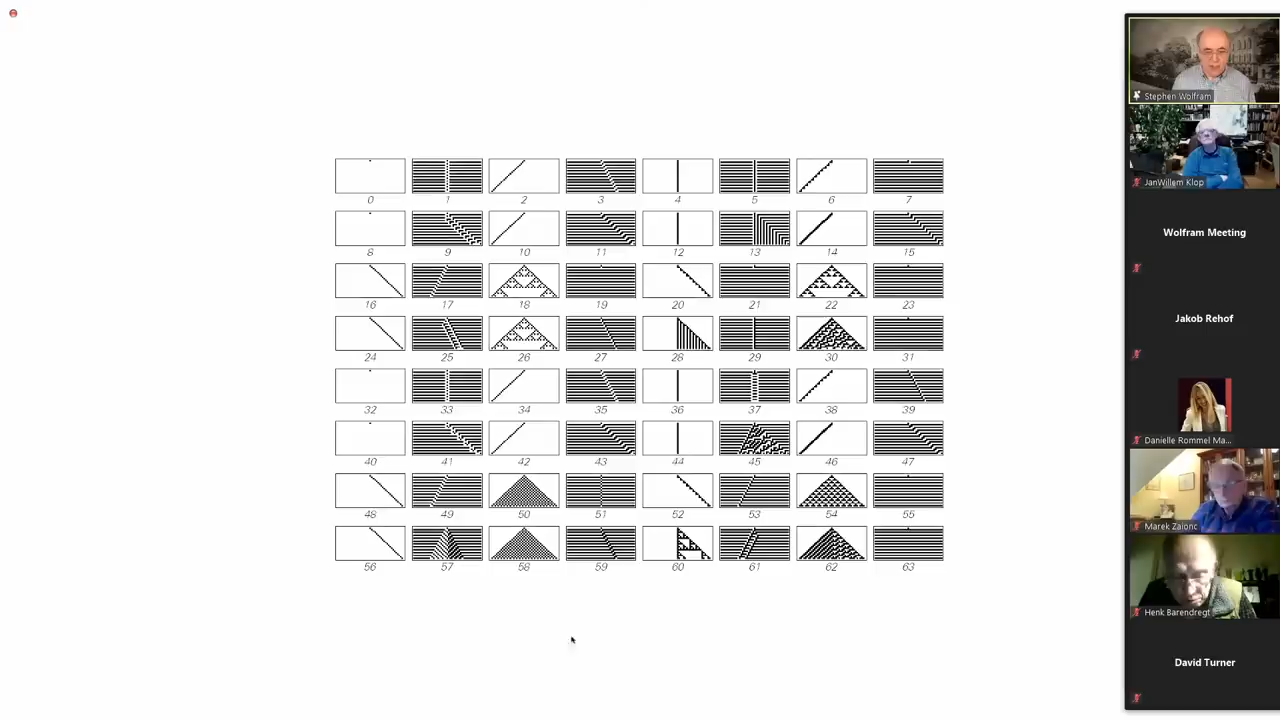 0 1 2 3 4 5 6 7
8 9 10 11 12 13 14 15
16 17 18 19 20 21 22 23
24 25 26 27 28 29 30 31
32 33 34 35 36 37 38 39
40 41 42 43 44 45 46 47
48 49 50 51 52 53 54 55
56 57 58 59 60 61 62 63
Stephen Wolfram
JanWillem Klop
Wolfram Meeting
Jakob Rehof
Danielle Rommel Ma...
Marek Zaionc
Henk Barendregt
David Turner